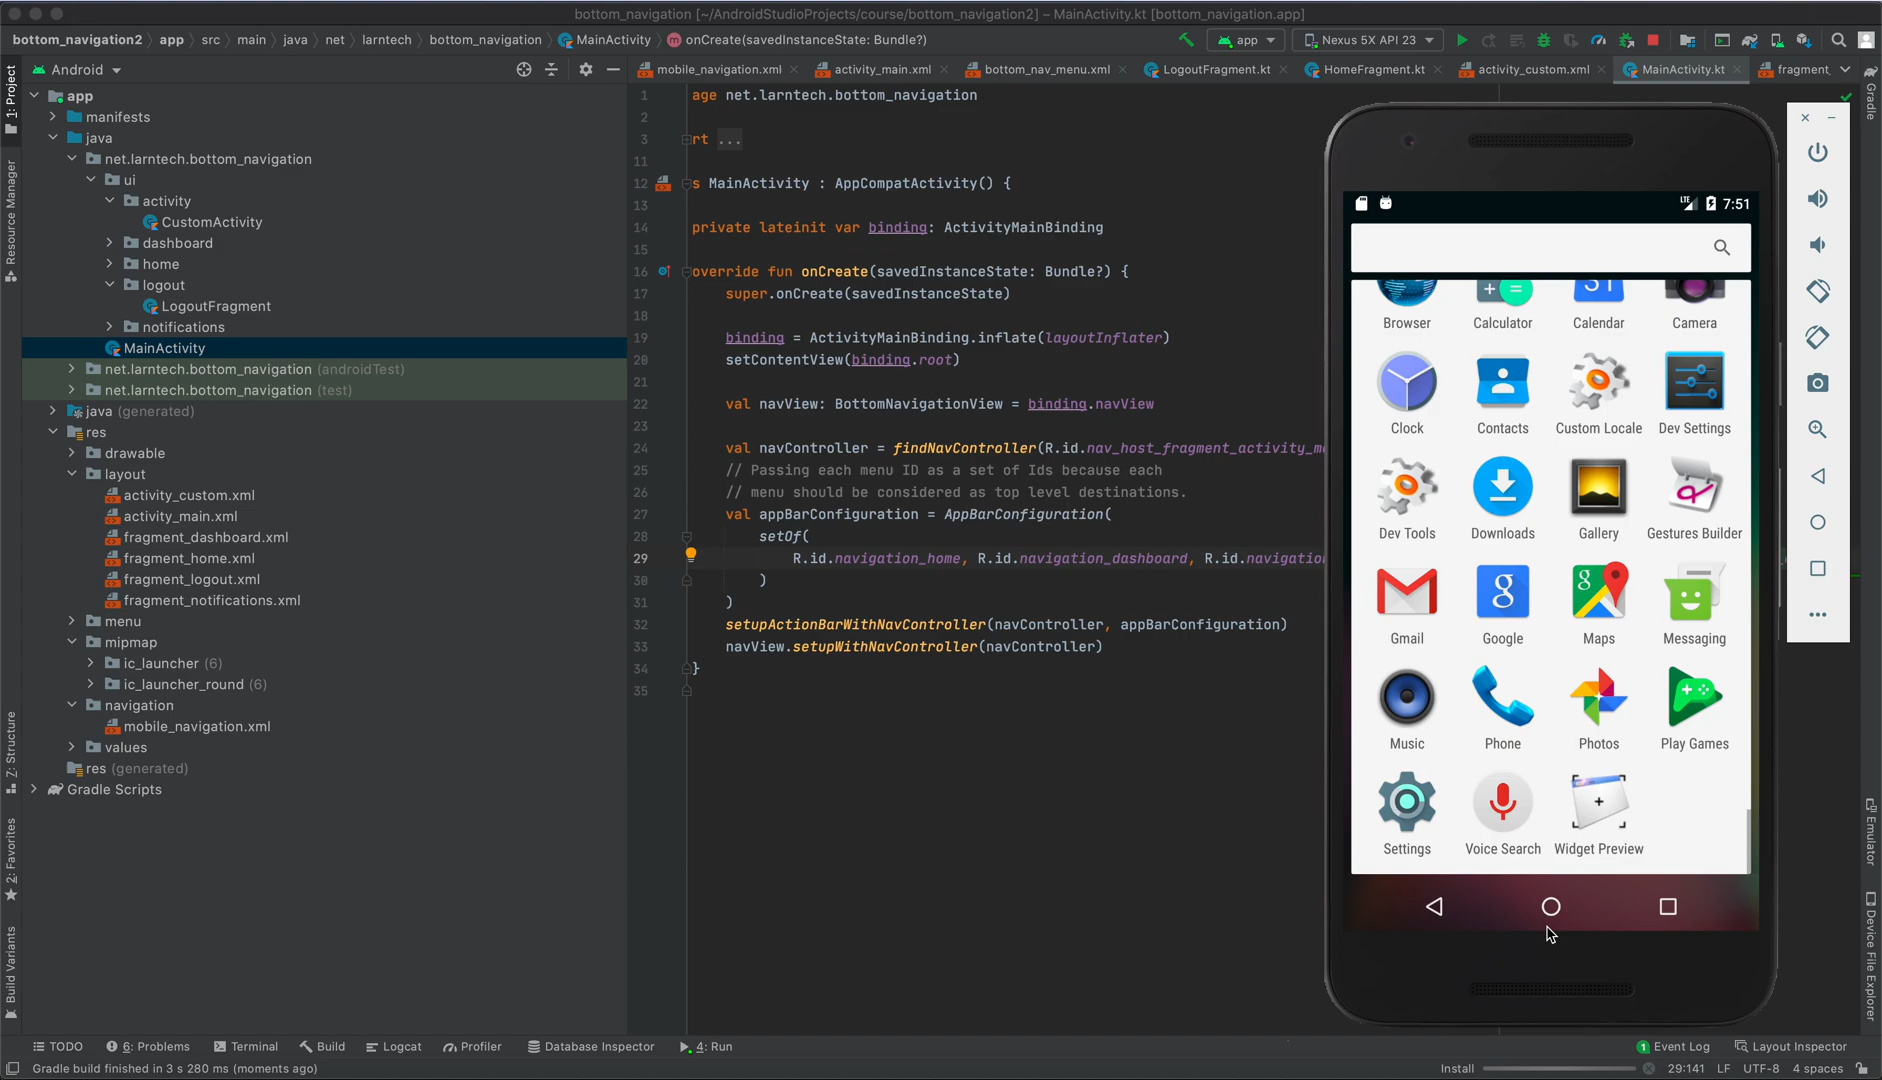 bottom_navigation [~/AndroidStudioProjects/course/bottom_navigation2] – MainActivity.kt [bottom_navigation.app]
bottom_navigation2 app src main java net larntech bottom_navigation MainActivity onCreate(savedInstanceState: Bundle?)
app Nexus 5X API 23
Android
mobile_navigation.xml activity_main.xml bottom_nav_menu.xml LogoutFragment.kt HomeFragment.kt activity_custom.xml MainActivity.kt fragment_
1: Project
Resource Manager
Z: Structure
2: Favorites
Build Variants
app
manifests
java
net.larntech.bottom_navigation
ui
activity
CustomActivity
dashboard
home
logout
LogoutFragment
notifications
MainActivity
net.larntech.bottom_navigation (androidTest)
net.larntech.bottom_navigation (test)
java (generated)
res
drawable
layout
activity_custom.xml
activity_main.xml
fragment_dashboard.xml
fragment_home.xml
fragment_logout.xml
fragment_notifications.xml
menu
mipmap
ic_launcher (6)
ic_launcher_round (6)
navigation
mobile_navigation.xml
values
res (generated)
Gradle Scripts
1 age net.larntech.bottom_navigation
2
3 rt ...
11
12 s MainActivity : AppCompatActivity() {
13
14 private lateinit var binding: ActivityMainBinding
15
16 override fun onCreate(savedInstanceState: Bundle?) {
17 super.onCreate(savedInstanceState)
18
19 binding = ActivityMainBinding.inflate(layoutInflater)
20 setContentView(binding.root)
21
22 val navView: BottomNavigationView = binding.navView
23
24 val navController = findNavController(R.id.nav_host_fragment_activity_m
25 // Passing each menu ID as a set of Ids because each
26 // menu should be considered as top level destinations.
27 val appBarConfiguration = AppBarConfiguration(
28 setOf(
29 R.id.navigation_home, R.id.navigation_dashboard, R.id.navigation
30 )
31 )
32 setupActionBarWithNavController(navController, appBarConfiguration)
33 navView.setupWithNavController(navController)
34 }
35
LTE 7:51
31
Browser Calculator Calendar Camera
Clock Contacts Custom Locale Dev Settings
Dev Tools Downloads Gallery Gestures Builder
Gmail Google Maps Messaging
Music Phone Photos Play Games
Settings Voice Search Widget Preview
Gradle
Emulator
Device File Explorer
TODO 6: Problems Terminal Build Logcat Profiler Database Inspector 4: Run 1 Event Log Layout Inspector
Gradle build finished in 3 s 280 ms (moments ago) Install 29:141 LF UTF-8 4 spaces